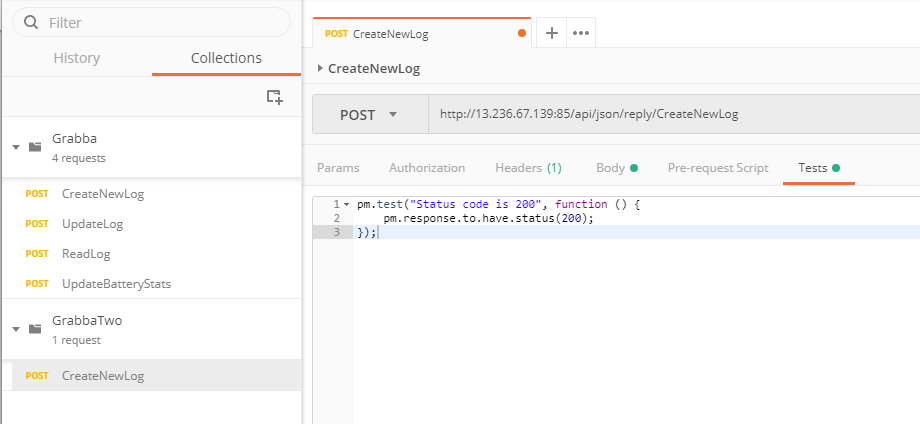 Filter
History
Collections
Grabba
4 requests
POST CreateNewLog
POST UpdateLog
POST ReadLog
POST UpdateBatteryStats
GrabbaTwo
1 request
POST CreateNewLog
POST CreateNewLog
CreateNewLog
POST
http://13.236.67.139:85/api/json/reply/CreateNewLog
Params Authorization Headers (1) Body Pre-request Script Tests
1 pm.test("Status code is 200", function () {
2 pm.response.to.have.status(200);
3 });